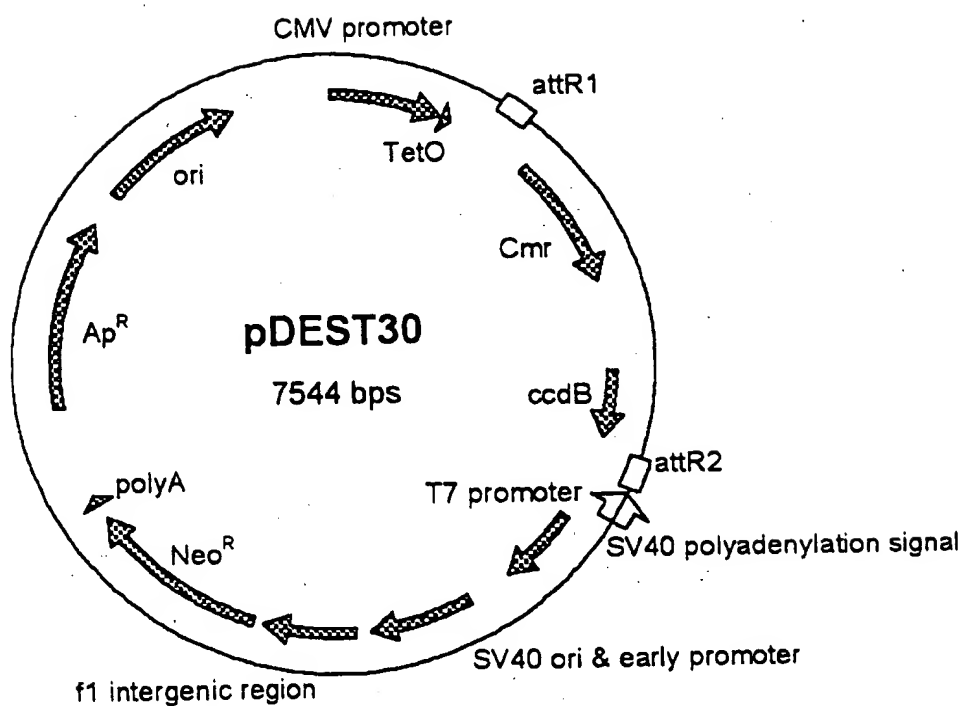 CMV promoter
attR1
TetO
ori
Cmr
Ap^R
pDEST30
7544 bps
ccdB
attR2
polyA
T7 promoter
SV40 polyadenylation signal
Neo^R
SV40 ori & early promoter
f1 intergenic region